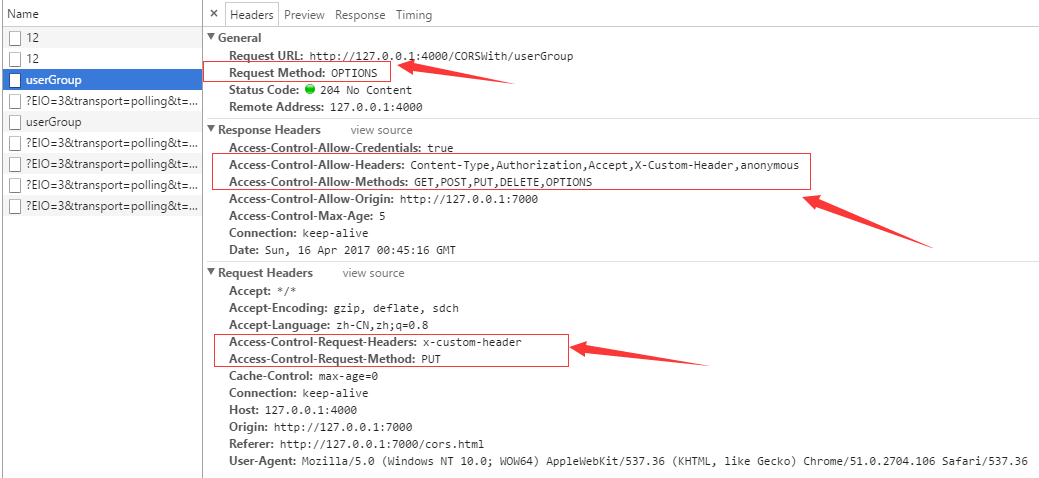 Name
12
12
userGroup
?EIO=3&transport=polling&t=...
userGroup
?EIO=3&transport=polling&t=...
?EIO=3&transport=polling&t=...
?EIO=3&transport=polling&t=...
?EIO=3&transport=polling&t=...
× Headers Preview Response Timing
General
Request URL: http://127.0.0.1:4000/CORSWith/userGroup
Request Method: OPTIONS
Status Code: 204 No Content
Remote Address: 127.0.0.1:4000
Response Headers view source
Access-Control-Allow-Credentials: true
Access-Control-Allow-Headers: Content-Type,Authorization,Accept,X-Custom-Header,anonymous
Access-Control-Allow-Methods: GET,POST,PUT,DELETE,OPTIONS
Access-Control-Allow-Origin: http://127.0.0.1:7000
Access-Control-Max-Age: 5
Connection: keep-alive
Date: Sun, 16 Apr 2017 00:45:16 GMT
Request Headers view source
Accept: */*
Accept-Encoding: gzip, deflate, sdch
Accept-Language: zh-CN,zh;q=0.8
Access-Control-Request-Headers: x-custom-header
Access-Control-Request-Method: PUT
Cache-Control: max-age=0
Connection: keep-alive
Host: 127.0.0.1:4000
Origin: http://127.0.0.1:7000
Referer: http://127.0.0.1:7000/cors.html
User-Agent: Mozilla/5.0 (Windows NT 10.0; WOW64) AppleWebKit/537.36 (KHTML, like Gecko) Chrome/51.0.2704.106 Safari/537.36